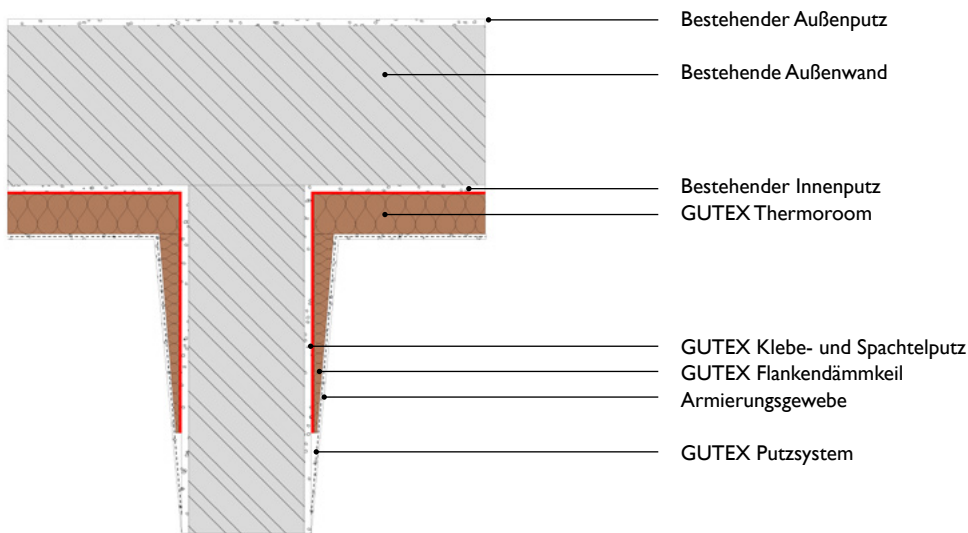 Bestehender Außenputz
Bestehende Außenwand
Bestehender Innenputz
GUTEX Thermoroom
GUTEX Klebe- und Spachtelputz
GUTEX Flankendämmkeil
Armierungsgewebe
GUTEX Putzsystem